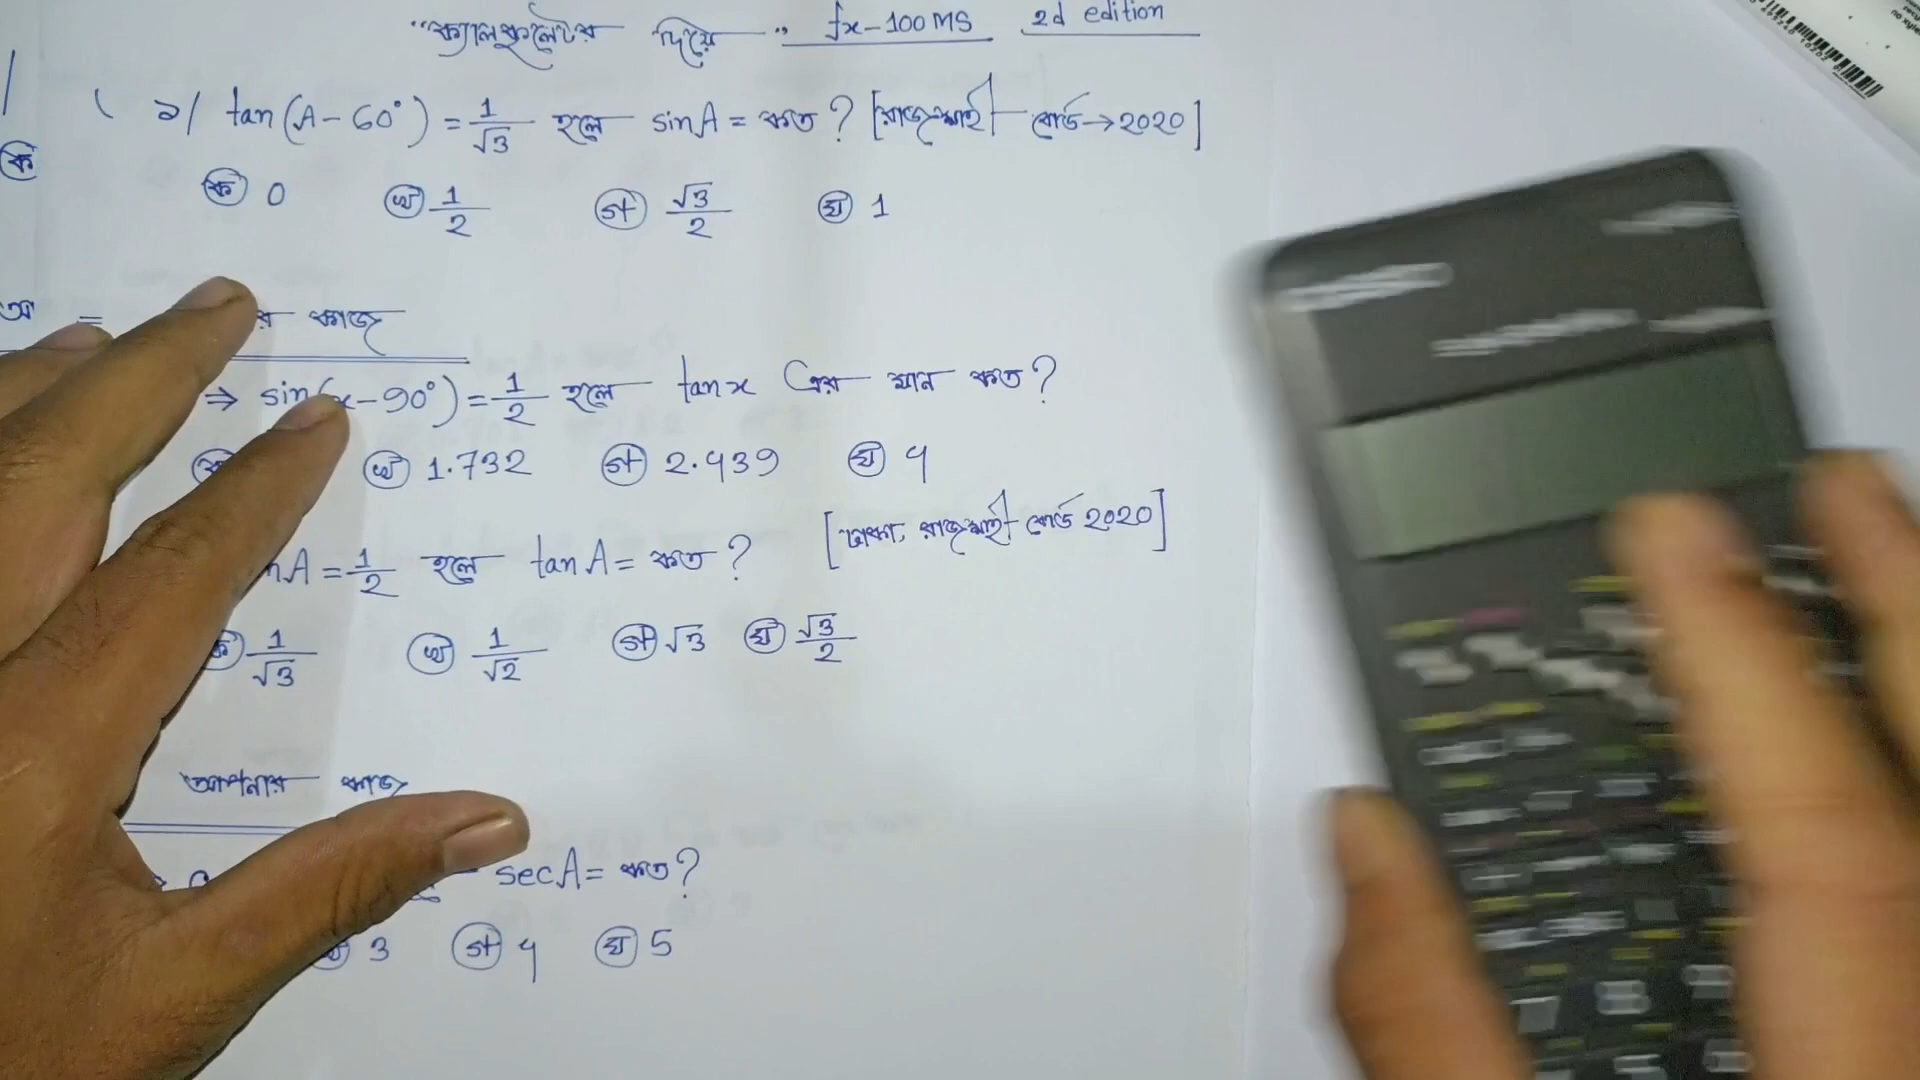 "ক্যালকুলেটর দিয়ে" fx-100MS 2d edition
১/ tan(A-60°) = 1/√3 হলে sinA = কত? [রাজশাহী বোর্ড→2020]
ক 0 খ 1/2 গ √3/2 ঘ 1
কাজ
⇒ sin(x-90°) = 1/2 হলে tanx এর মান কত?
খ 1.732 গ 2.439 ঘ 4
nA = 1/2 হলে tanA = কত? [ঢাকা, রাজশাহী বোর্ড 2020]
ক 1/√3 খ 1/√2 গ √3 ঘ √3/2
আপনার কাজ
secA = কত?
খ 3 গ 4 ঘ 5